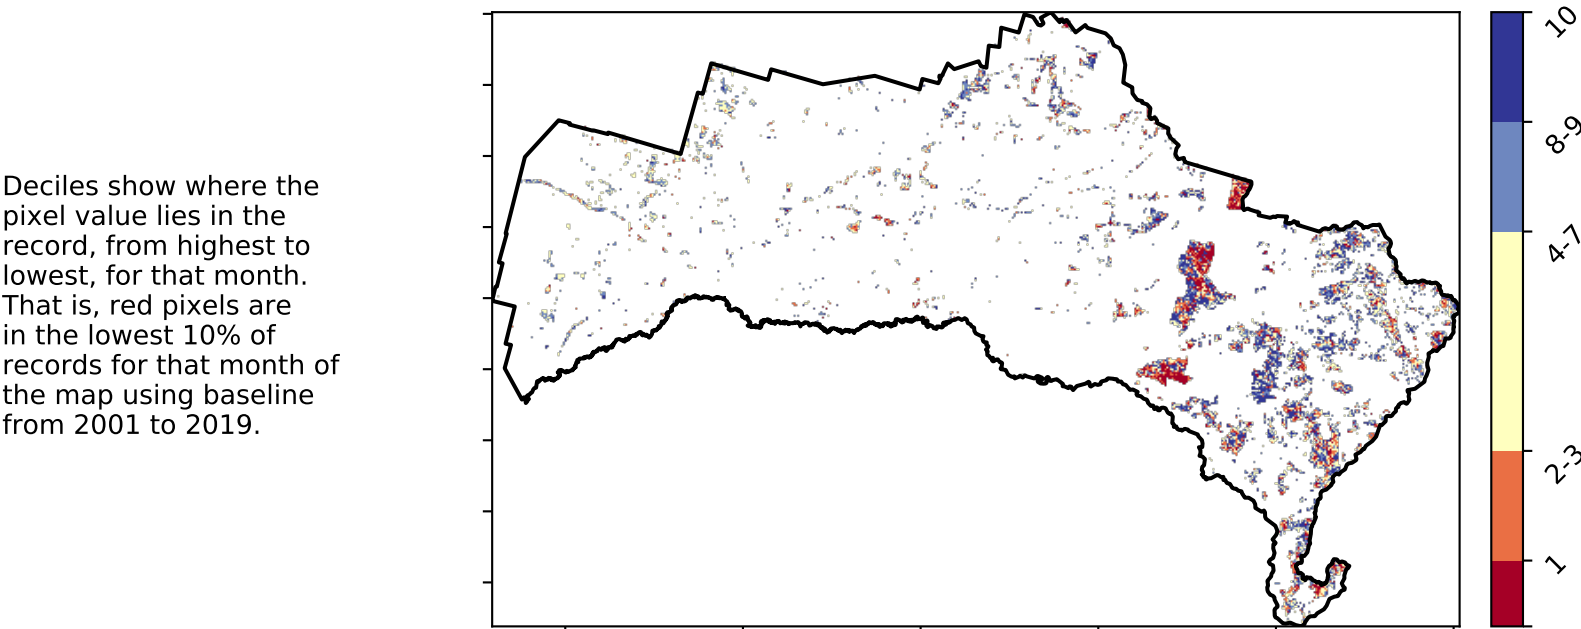 Deciles show where the
pixel value lies in the
record, from highest to
lowest, for that month.
That is, red pixels are
in the lowest 10% of
records for that month of
the map using baseline
from 2001 to 2019.
10
8-9
4-7
2-3
1